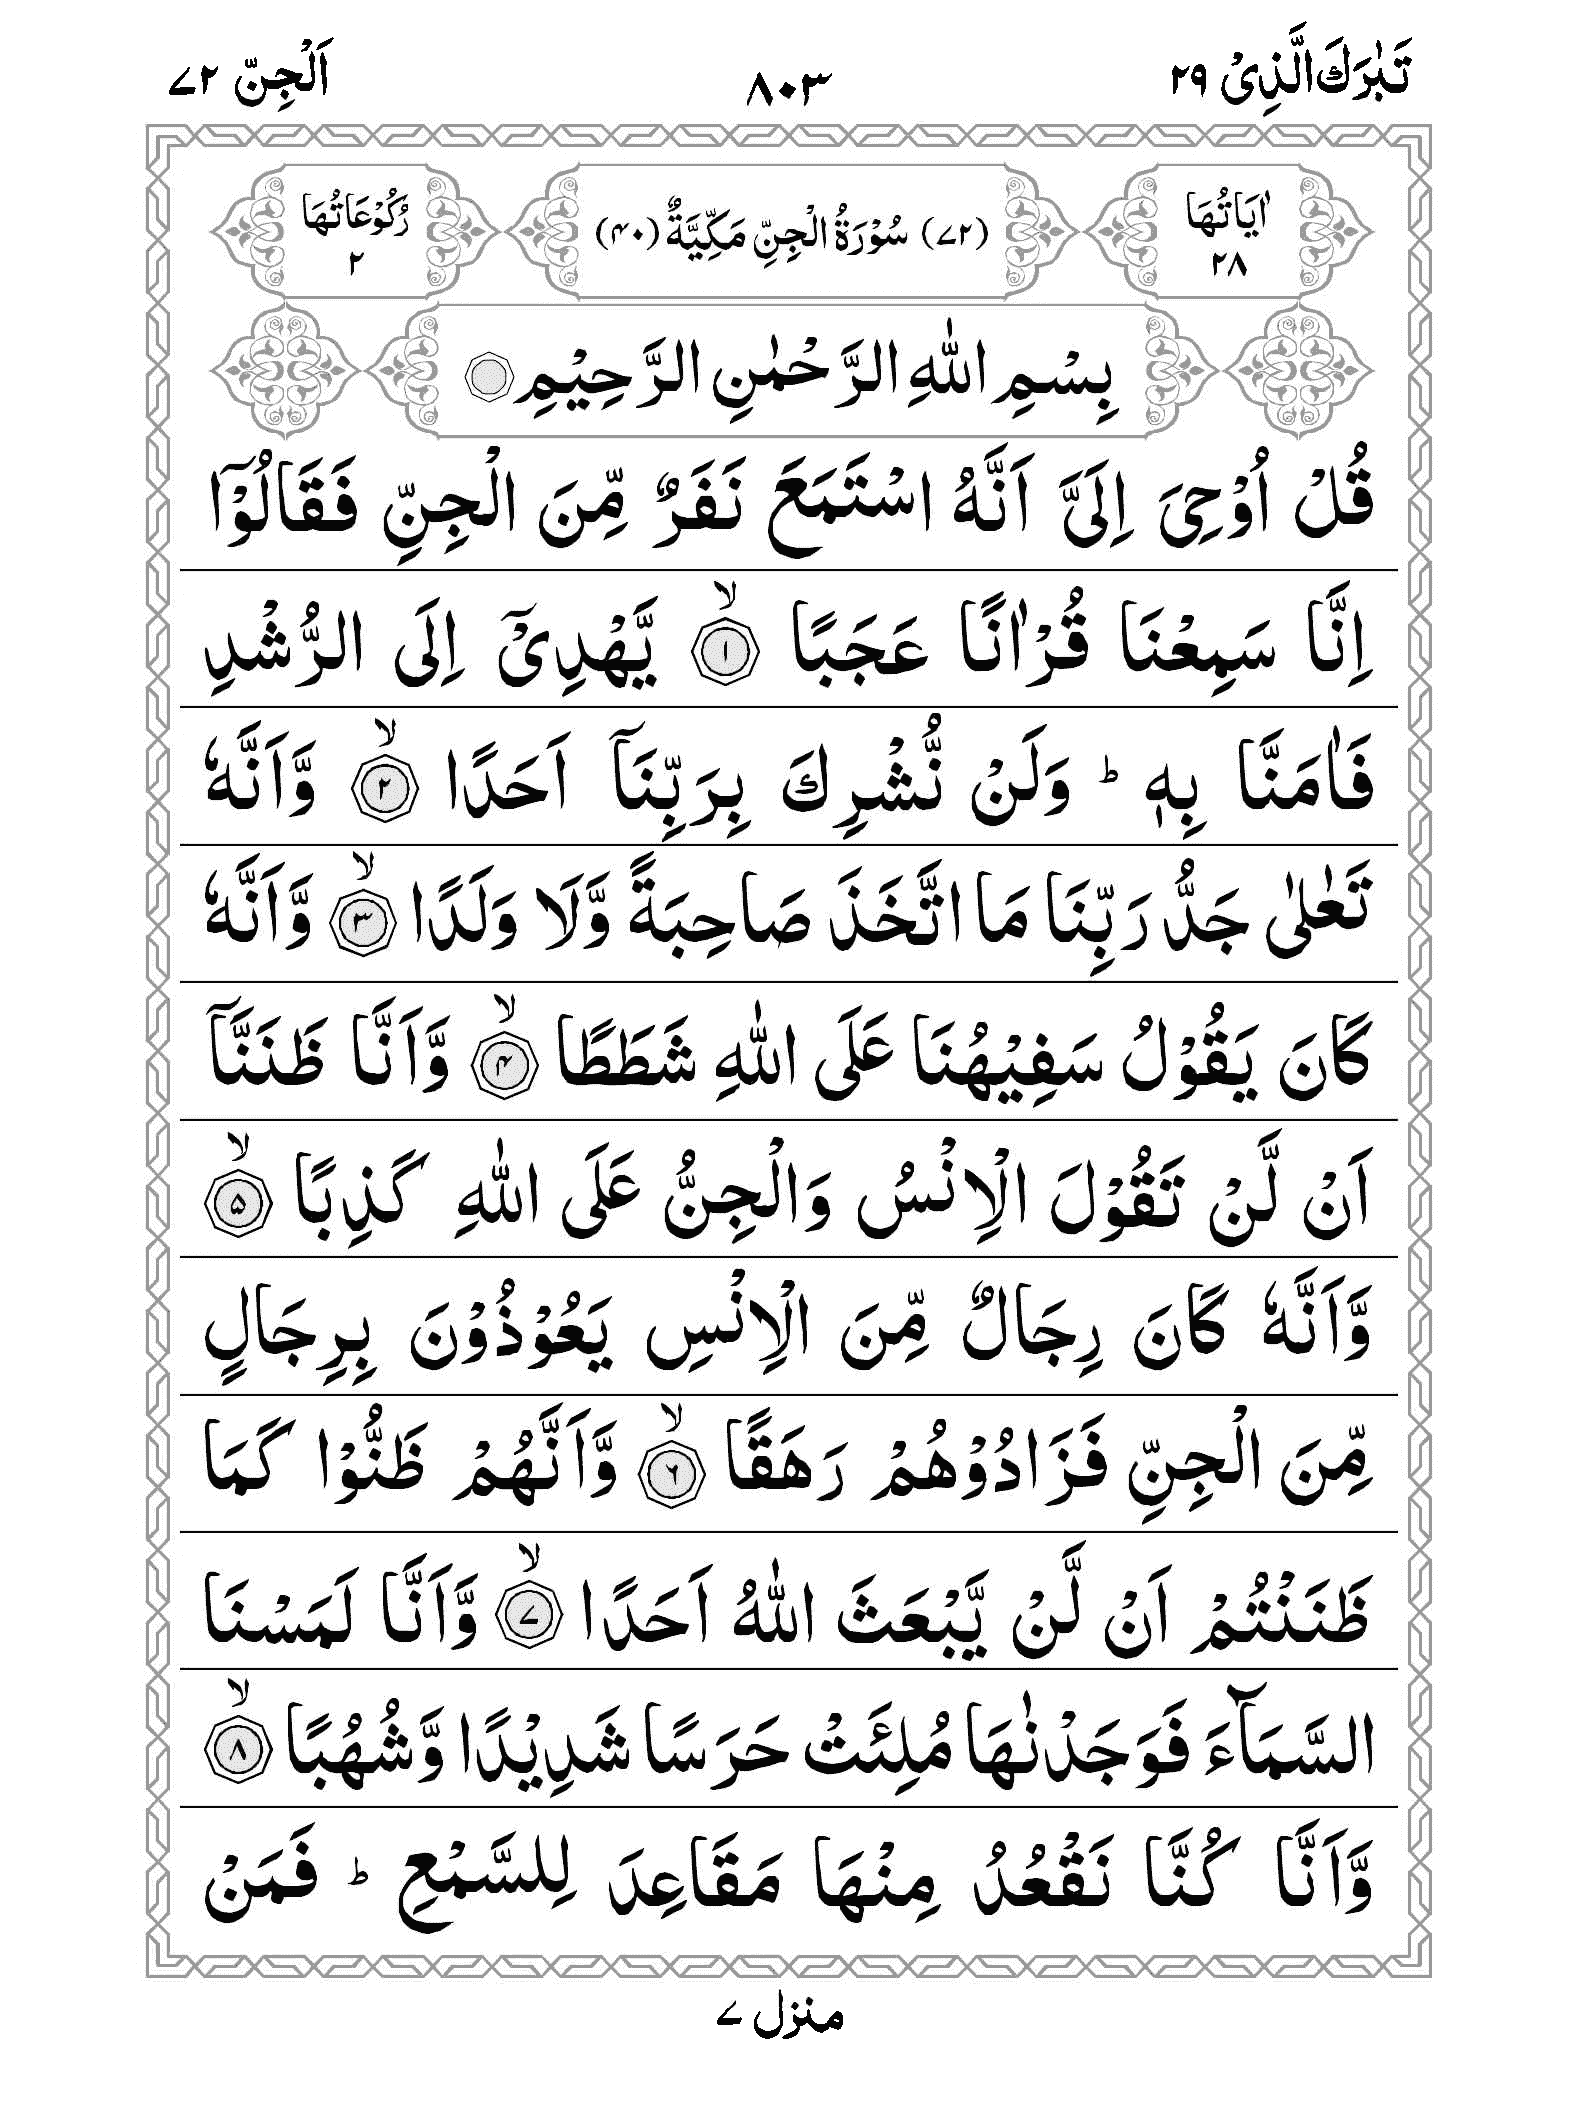 تَبٰرَكَ الَّذِیْ ۲۹
۸۰۳
اَلْجِنّ ۷۲
اٰیَاتُهَا ۲۸
(۷۲) سُوْرَةُ الْجِنِّ مَكِّیَّةٌ (۴۰)
رُكُوْعَاتُهَا ۲
بِسْمِ اللّٰهِ الرَّحْمٰنِ الرَّحِیْمِ
قُلْ اُوْحِیَ اِلَیَّ اَنَّهُ اسْتَمَعَ نَفَرٌ مِّنَ الْجِنِّ فَقَالُوْۤا
اِنَّا سَمِعْنَا قُرْاٰنًا عَجَبًا ۙ﴿۱﴾ یَّهْدِیْۤ اِلَی الرُّشْدِ
فَاٰمَنَّا بِهٖ ؕ وَلَنْ نُّشْرِكَ بِرَبِّنَاۤ اَحَدًا ۙ﴿۲﴾ وَّاَنَّهٗ
تَعٰلٰی جَدُّ رَبِّنَا مَا اتَّخَذَ صَاحِبَةً وَّلَا وَلَدًا ۙ﴿۳﴾ وَّاَنَّهٗ
كَانَ یَقُوْلُ سَفِیْهُنَا عَلَی اللّٰهِ شَطَطًا ۙ﴿۴﴾ وَّاَنَّا ظَنَنَّاۤ
اَنْ لَّنْ تَقُوْلَ الْاِنْسُ وَالْجِنُّ عَلَی اللّٰهِ كَذِبًا ۙ﴿۵﴾
وَّاَنَّهٗ كَانَ رِجَالٌ مِّنَ الْاِنْسِ یَعُوْذُوْنَ بِرِجَالٍ
مِّنَ الْجِنِّ فَزَادُوْهُمْ رَهَقًا ۙ﴿۶﴾ وَّاَنَّهُمْ ظَنُّوْا كَمَا
ظَنَنْتُمْ اَنْ لَّنْ یَّبْعَثَ اللّٰهُ اَحَدًا ۙ﴿۷﴾ وَّاَنَّا لَمَسْنَا
السَّمَآءَ فَوَجَدْنٰهَا مُلِئَتْ حَرَسًا شَدِیْدًا وَّشُهُبًا ۙ﴿۸﴾
وَّاَنَّا كُنَّا نَقْعُدُ مِنْهَا مَقَاعِدَ لِلسَّمْعِ ؕ فَمَنْ
منزل ۷